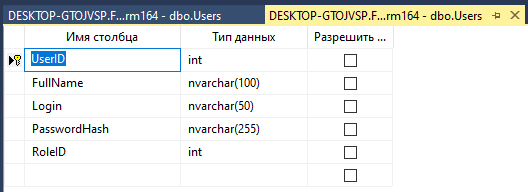 DESKTOP-GTOJVSP.F...rm164 - dbo.Users
DESKTOP-GTOJVSP.F...rm164 - dbo.Users
Имя столбца Тип данных Разрешить ...
UserID int
FullName nvarchar(100)
Login nvarchar(50)
PasswordHash nvarchar(255)
RoleID int